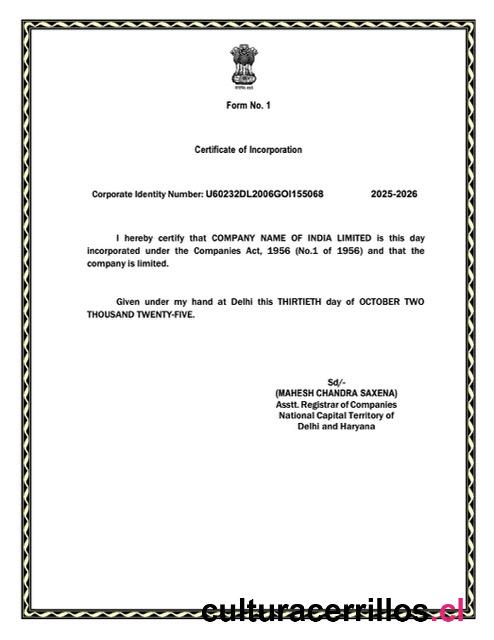 Form No. 1
Certificate of Incorporation
Corporate Identity Number: U60232DL2006GOI155068 2025-2026
I hereby certify that COMPANY NAME OF INDIA LIMITED is this day
incorporated under the Companies Act, 1956 (No.1 of 1956) and that the
company is limited.
Given under my hand at Delhi this THIRTIETH day of OCTOBER TWO
THOUSAND TWENTY-FIVE.
Sd/-
(MAHESH CHANDRA SAXENA)
Asstt. Registrar of Companies
National Capital Territory of
Delhi and Haryana
culturacerrillos.cl